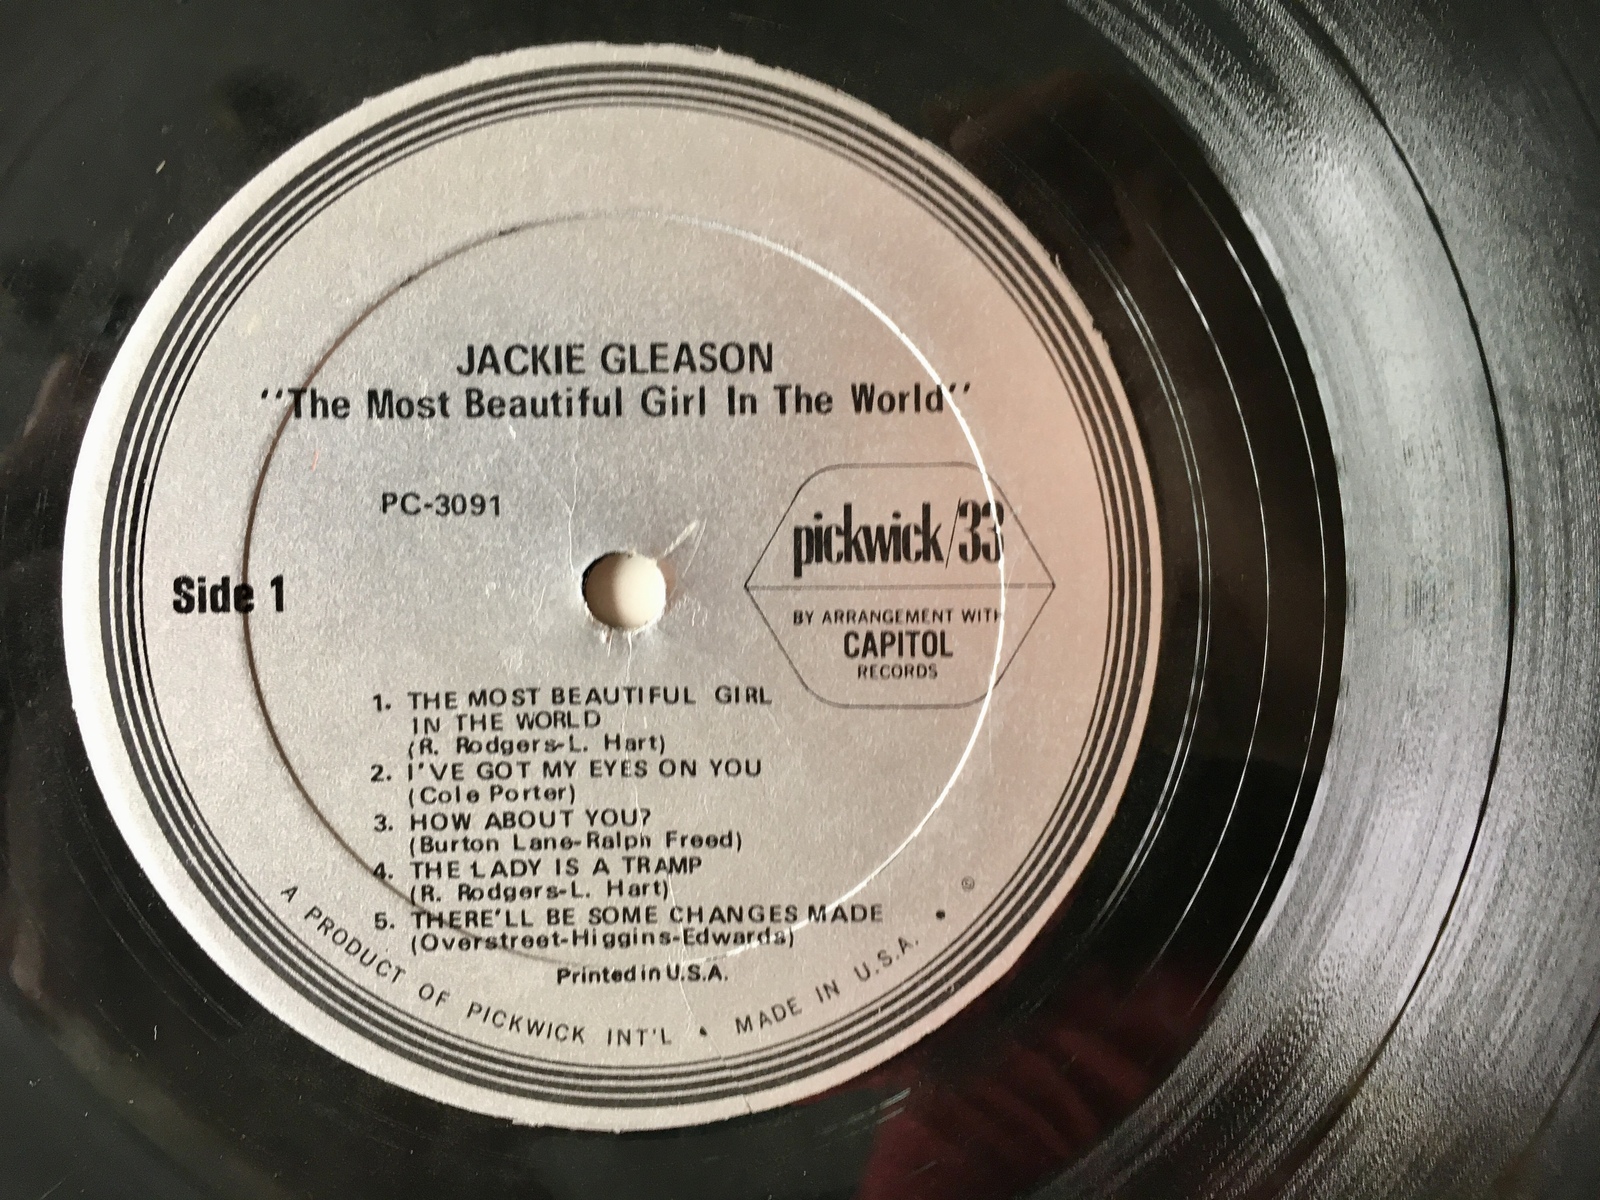 JACKIE GLEASON
"The Most Beautiful Girl In The World"
PC-3091
pickwick/33
BY ARRANGEMENT WITH
CAPITOL
RECORDS
Side 1
1. THE MOST BEAUTIFUL GIRL
IN THE WORLD
(R. Rodgers-L. Hart)
2. I'VE GOT MY EYES ON YOU
(Cole Porter)
3. HOW ABOUT YOU?
(Burton Lane-Ralph Freed)
4. THE LADY IS A TRAMP
(R. Rodgers-L. Hart)
5. THERE'LL BE SOME CHANGES MADE
(Overstreet-Higgins-Edwards)
Printed in U.S.A.
A PRODUCT OF PICKWICK INT'L • MADE IN U.S.A. • ©